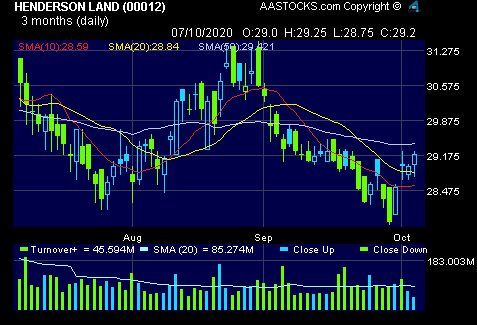 HENDERSON LAND (00012) AASTOCKS.com Copyright ©
3 months (daily)
07/10/2020 O:29.0 H:29.25 L:28.75 C:29.2
SMA(10):28.59 SMA(20):28.84 SMA(50):29.421
31.275
30.575
29.875
29.175
28.475
Aug Sep Oct
Turnover+ = 45.594M SMA (20) = 85.274M Close Up Close Down
183.003M